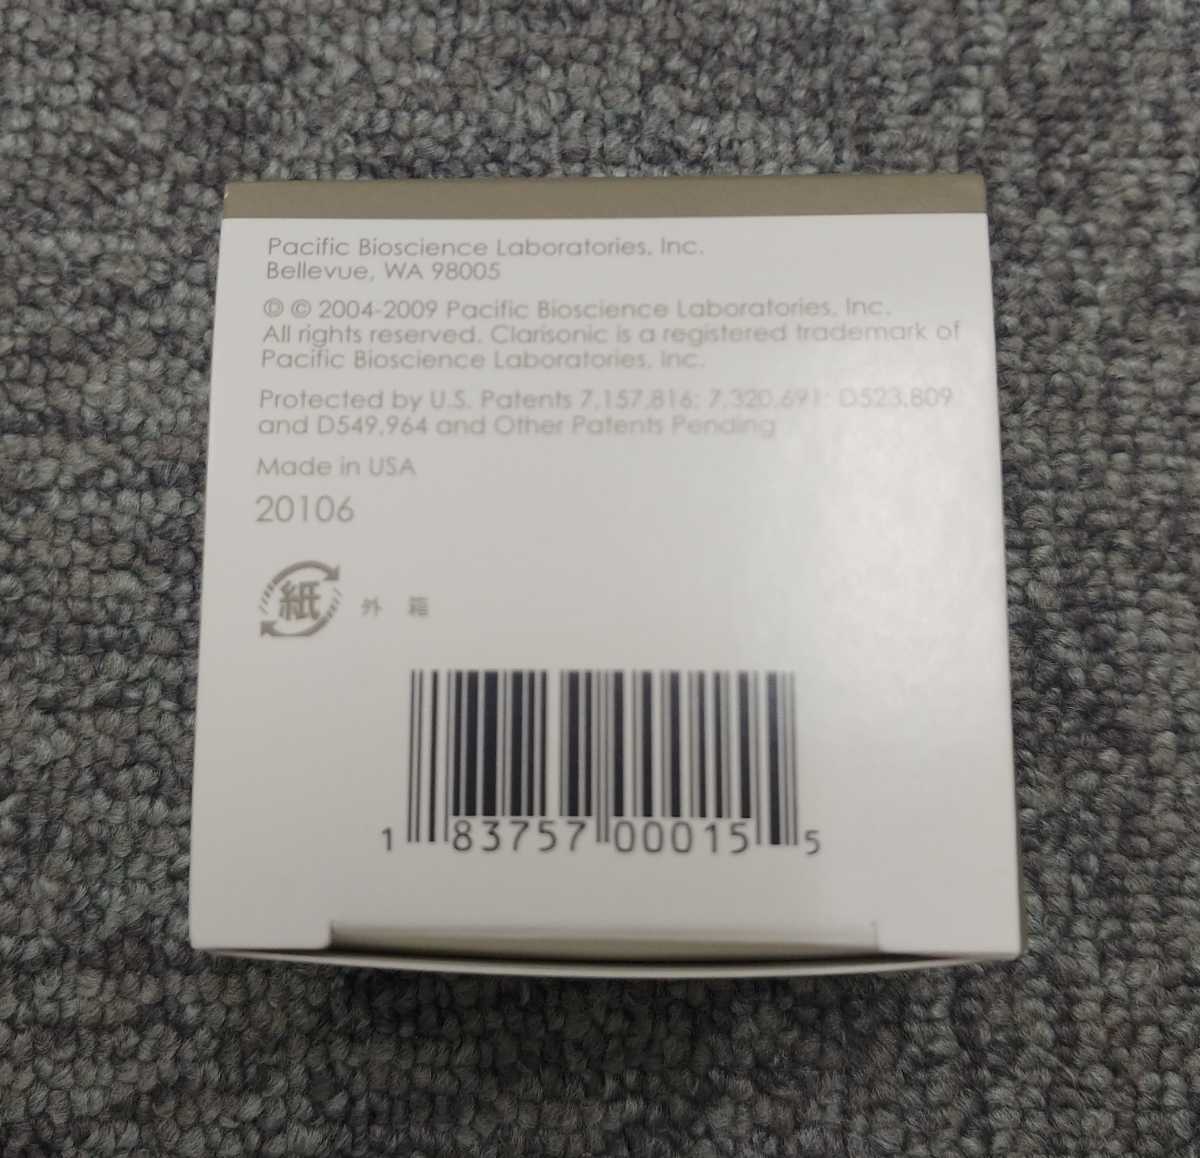 Pacific Bioscience Laboratories, Inc.
Bellevue, WA 98005
© © 2004-2009 Pacific Bioscience Laboratories, Inc.
All rights reserved. Clarisonic is a registered trademark of
Pacific Bioscience Laboratories, Inc.
Protected by U.S. Patents 7,157,816; 7,320,691; D523,809
and D549,964 and Other Patents Pending
Made in USA
20106
紙 外 箱
1 83757 00015 5